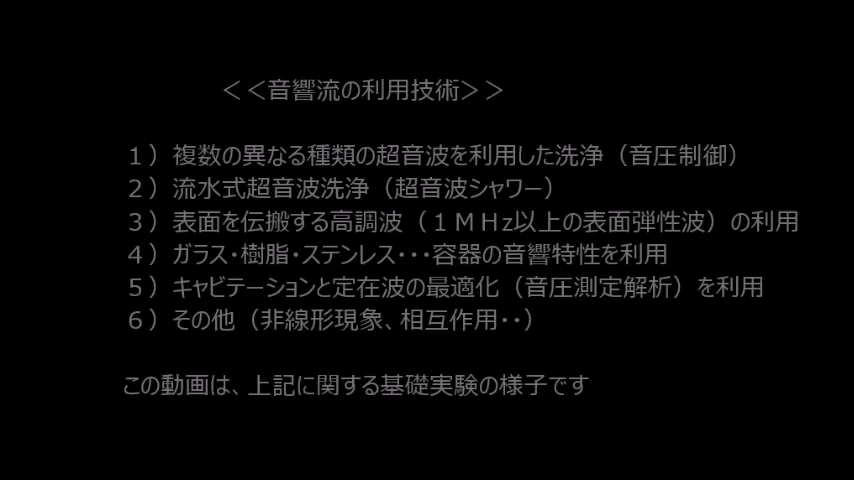 ＜＜音響流の利用技術＞＞
１）複数の異なる種類の超音波を利用した洗浄（音圧制御）
２）流水式超音波洗浄（超音波シャワー）
３）表面を伝搬する高調波（１ＭＨz以上の表面弾性波）の利用
４）ガラス・樹脂・ステンレス・・・容器の音響特性を利用
５）キャビテーションと定在波の最適化（音圧測定解析）を利用
６）その他（非線形現象、相互作用・・）
この動画は、上記に関する基礎実験の様子です